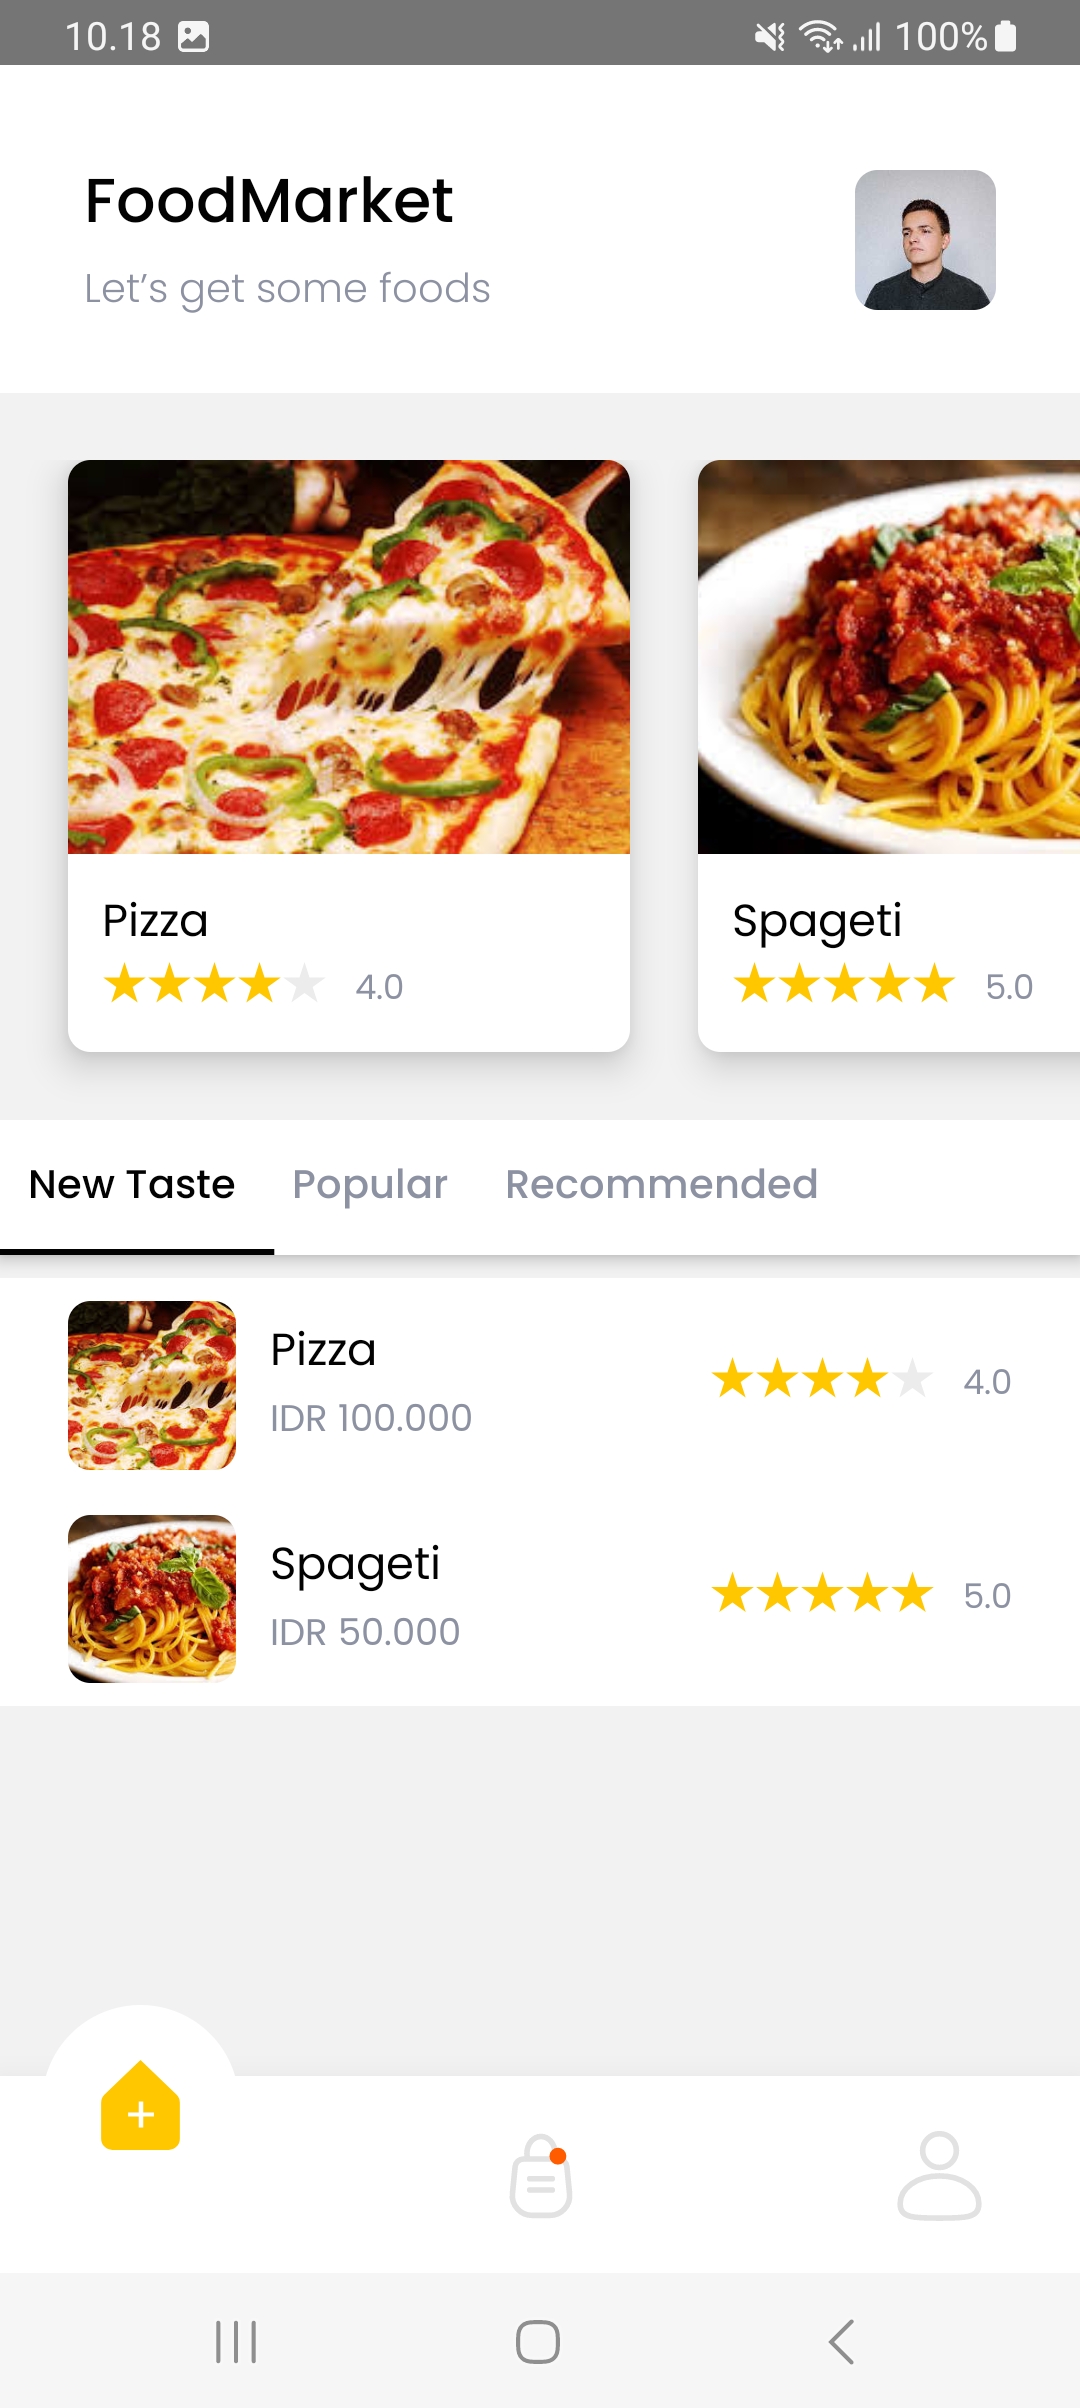 10.18 100%
FoodMarket
Let’s get some foods
Pizza
4.0
Spageti
5.0
New Taste Popular Recommended
Pizza
IDR 100.000
4.0
Spageti
IDR 50.000
5.0